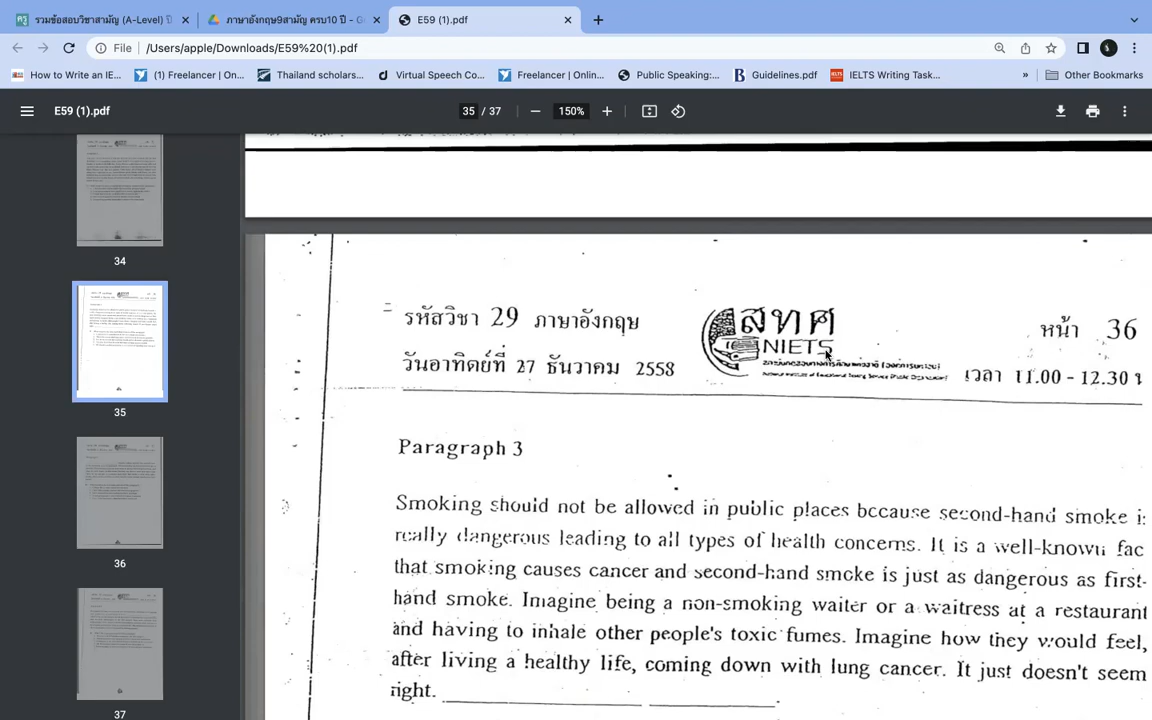 รวมข้อสอบวิชาสามัญ (A-Level) ปี
ภาษาอังกฤษ9สามัญ ครบ10 ปี - G
E59 (1).pdf
File
/Users/apple/Downloads/E59%20(1).pdf
How to Write an IE...
(1) Freelancer | On...
Thailand scholars...
Virtual Speech Co...
Freelancer | Onlin...
Public Speaking:...
Guidelines.pdf
IELTS Writing Task...
»
Other Bookmarks
E59 (1).pdf
35 / 37
150%
34
35
36
37
รหัสวิชา 29 ภาษาอังกฤษ
วันอาทิตย์ที่ 27 ธันวาคม 2558
สทศ
NIETS
หน้า 36
เวลา 11.00 - 12.30 น
Paragraph 3
Smoking should not be allowed in public places because second-hand smoke is
really dangerous leading to all types of health concerns. It is a well-known fac
that smoking causes cancer and second-hand smoke is just as dangerous as first-
hand smoke. Imagine being a non-smoking waiter or a waitress at a restaurant
and having to inhale other people's toxic fumes. Imagine how they would feel,
after living a healthy life, coming down with lung cancer. It just doesn't seem
right.